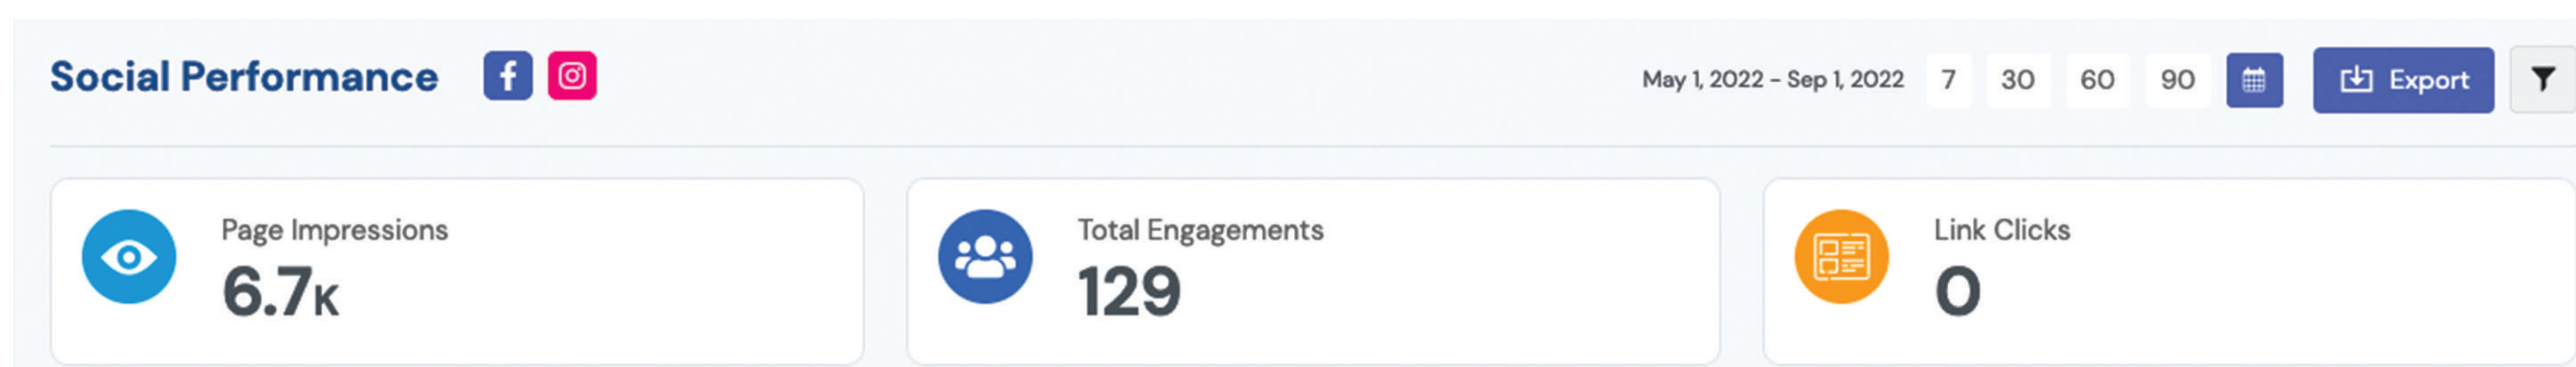 Social Performance
May 1, 2022 - Sep 1, 2022 7 30 60 90 Export
Page Impressions
6.7K
Total Engagements
129
Link Clicks
0